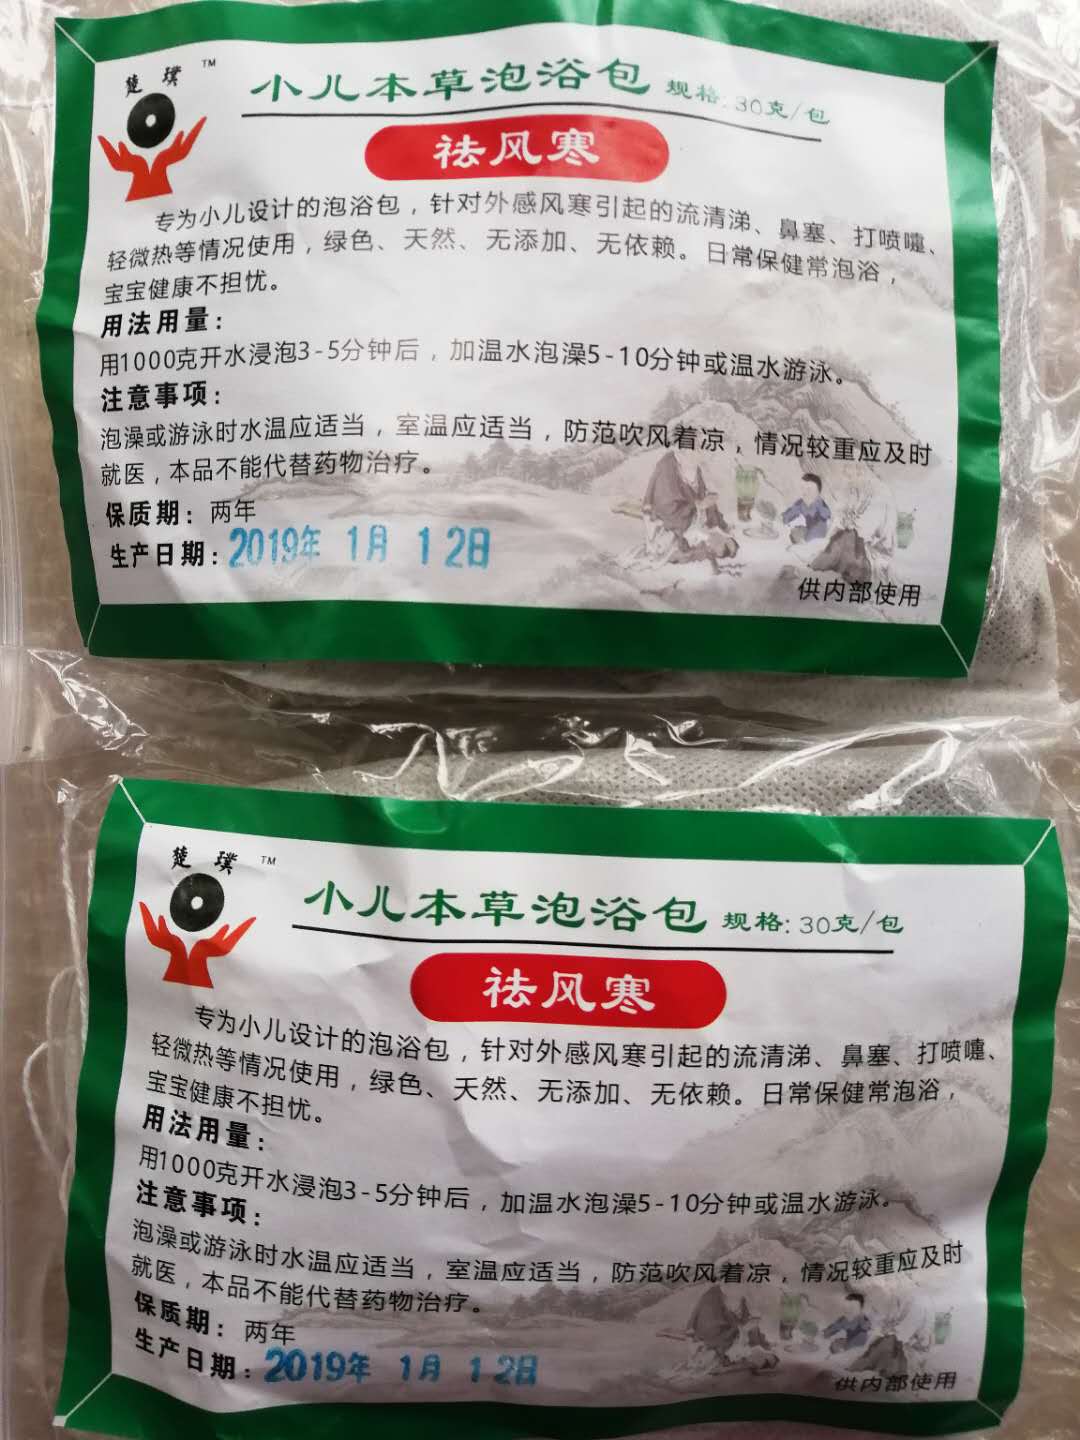 楚璞 TM
小儿本草泡浴包 规格:30克/包
祛风寒
专为小儿设计的泡浴包，针对外感风寒引起的流清涕、鼻塞、打喷嚏、
轻微热等情况使用，绿色、天然、无添加、无依赖。日常保健常泡浴，
宝宝健康不担忧。
用法用量：
用1000克开水浸泡3-5分钟后，加温水泡澡5-10分钟或温水游泳。
注意事项：
泡澡或游泳时水温应适当，室温应适当，防范吹风着凉，情况较重应及时
就医，本品不能代替药物治疗。
保质期：两年
生产日期：2019年 1月 12日
供内部使用
楚璞 TM
小儿本草泡浴包 规格:30克/包
祛风寒
专为小儿设计的泡浴包，针对外感风寒引起的流清涕、鼻塞、打喷嚏、
轻微热等情况使用，绿色、天然、无添加、无依赖。日常保健常泡浴，
宝宝健康不担忧。
用法用量：
用1000克开水浸泡3-5分钟后，加温水泡澡5-10分钟或温水游泳。
注意事项：
泡澡或游泳时水温应适当，室温应适当，防范吹风着凉，情况较重应及时
就医，本品不能代替药物治疗。
保质期：两年
生产日期：2019年 1月 12日
供内部使用